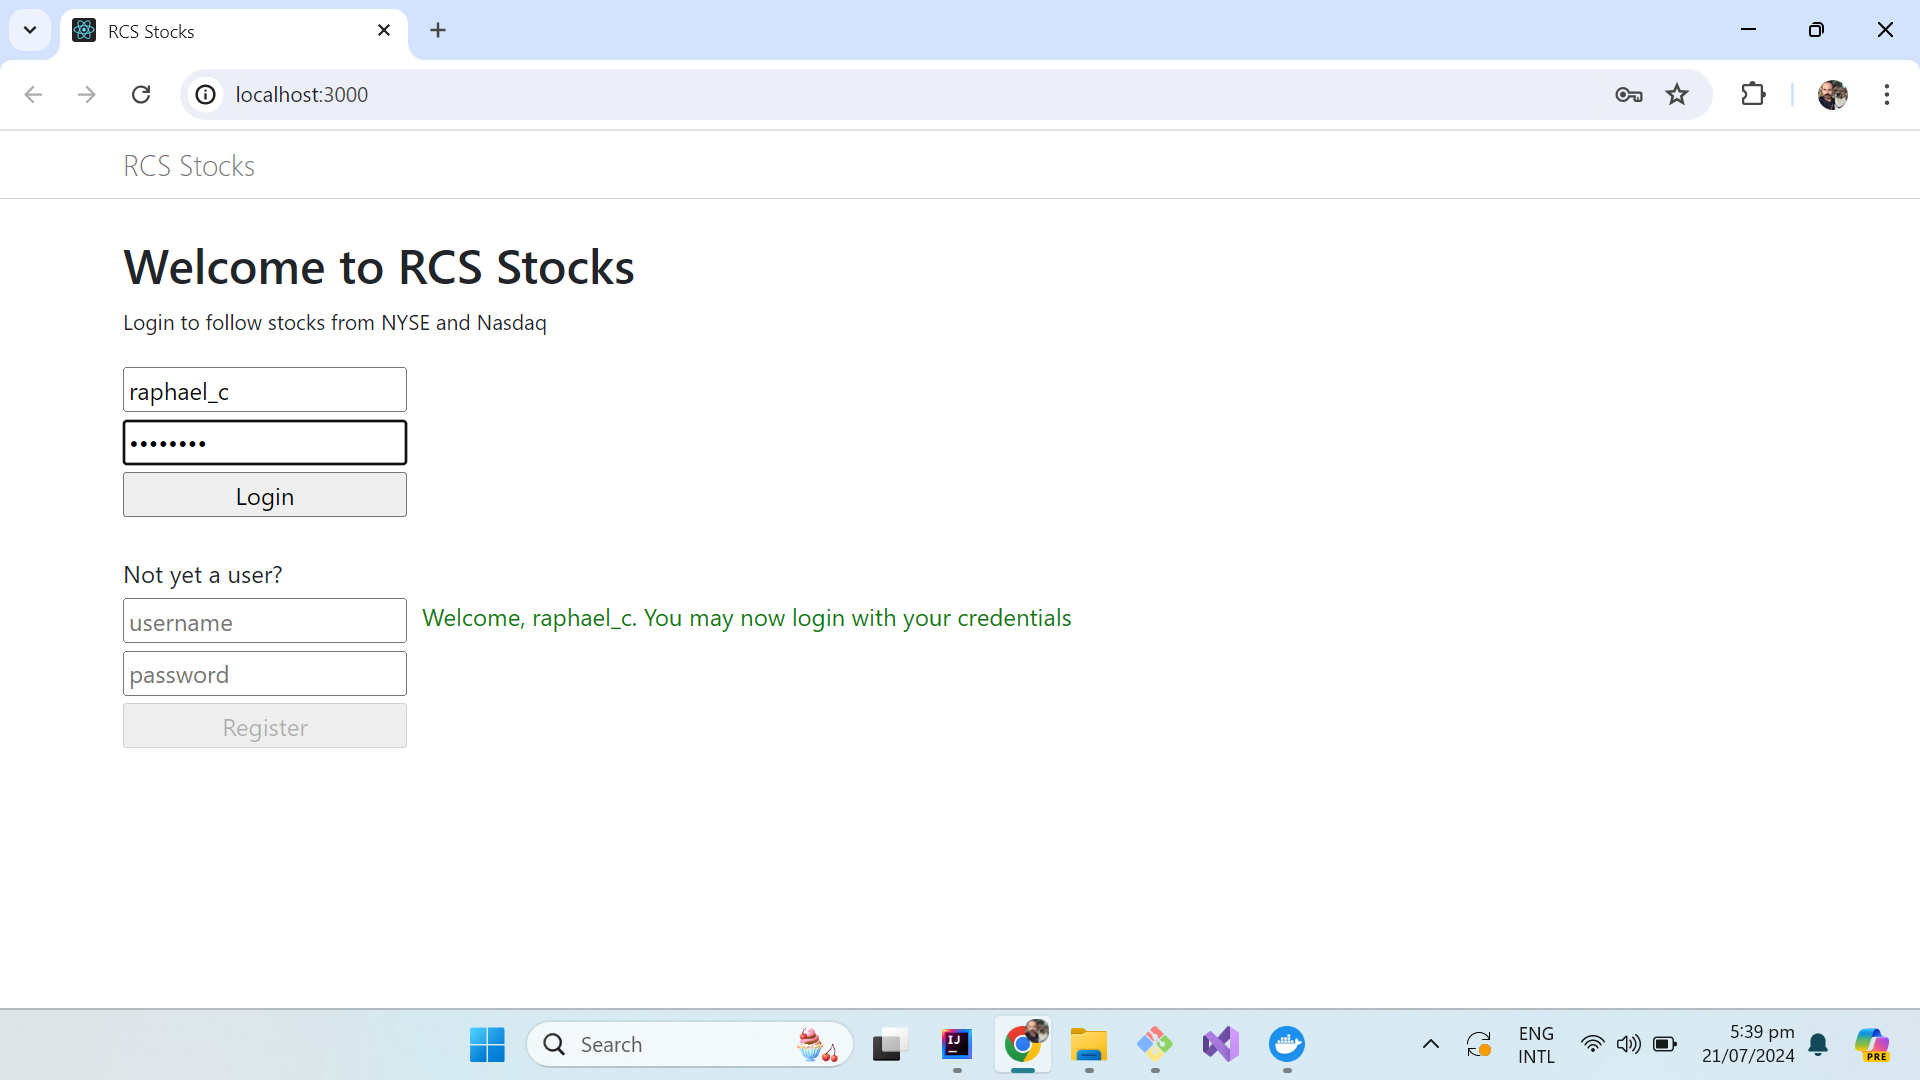 RCS Stocks
localhost:3000
RCS Stocks
Welcome to RCS Stocks
Login to follow stocks from NYSE and Nasdaq
raphael_c
••••••••
Login
Not yet a user?
username
Welcome, raphael_c. You may now login with your credentials
password
Register
Search
IJ
ENG
INTL
5:39 pm
21/07/2024
PRE